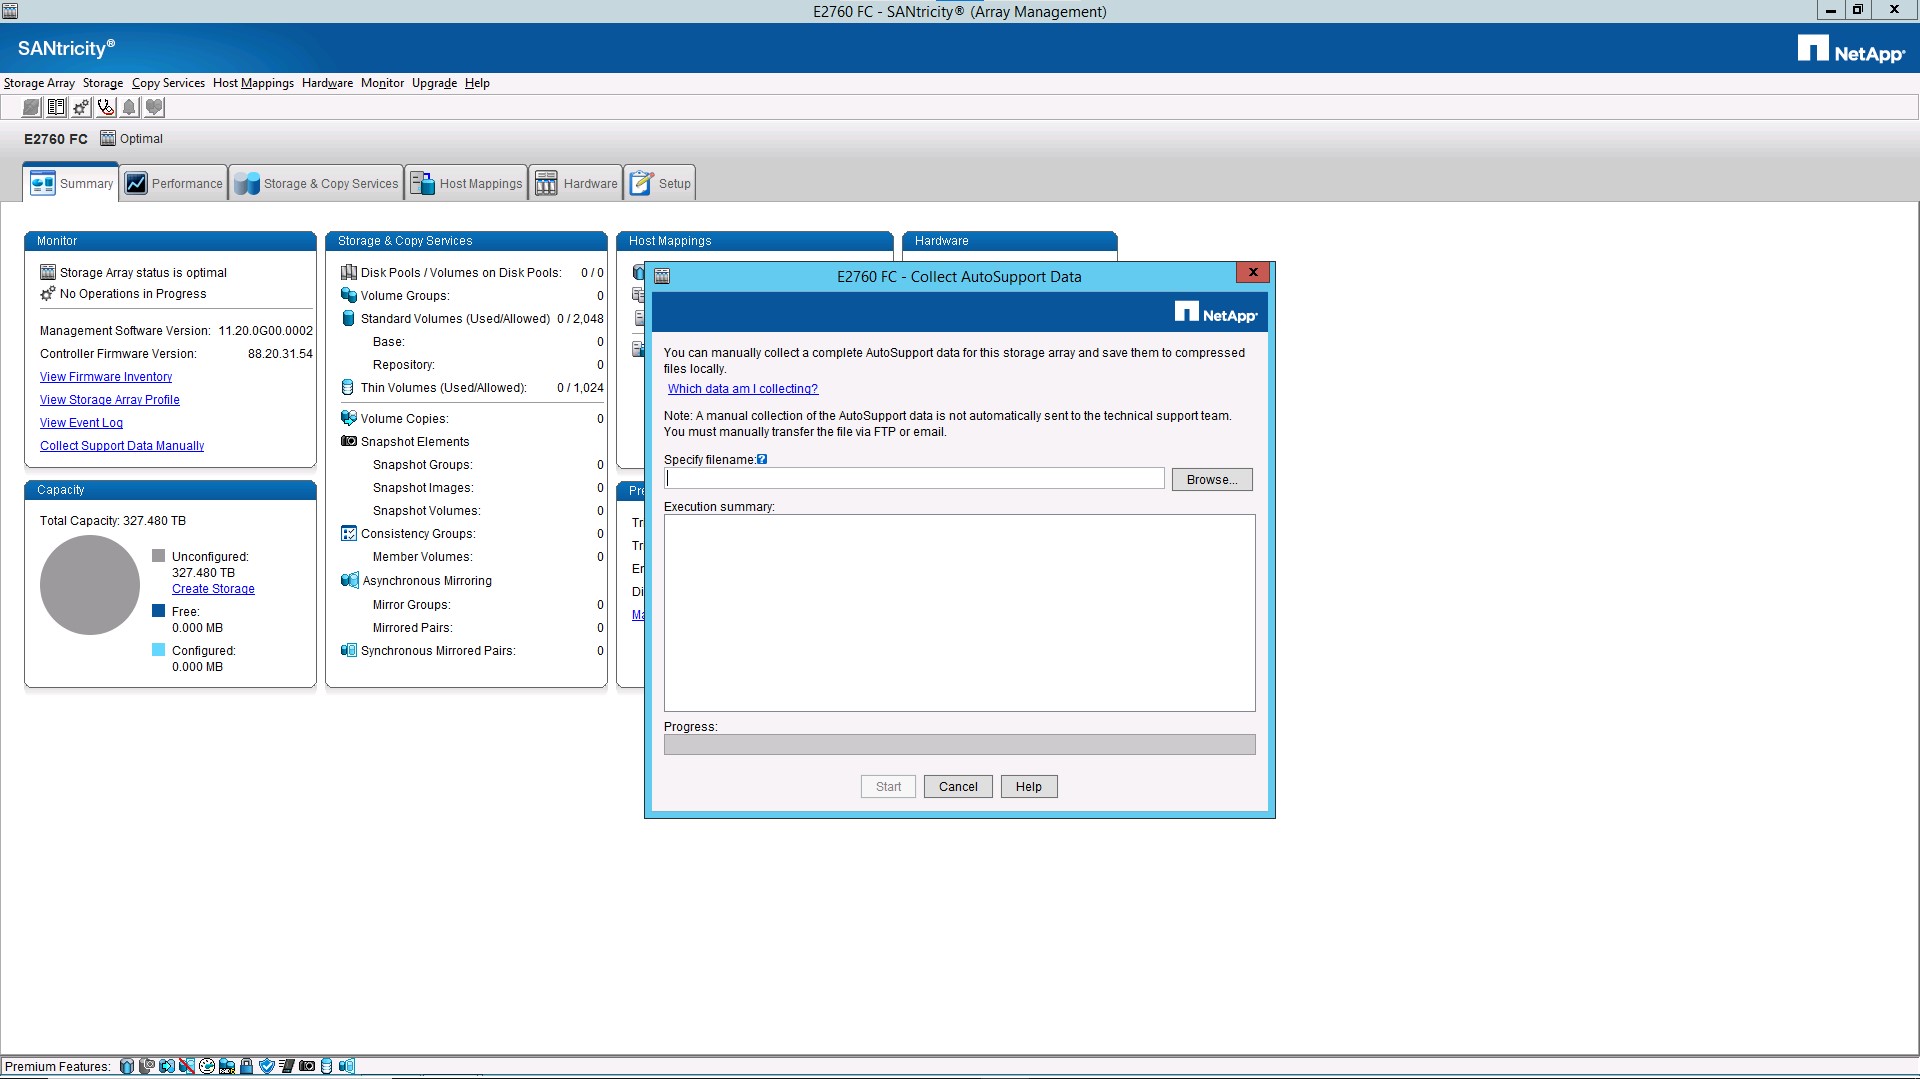 E2760 FC - SANtricity® (Array Management)
SANtricity®
NetApp®
Storage Array Storage Copy Services Host Mappings Hardware Monitor Upgrade Help
E2760 FC Optimal
Summary Performance Storage & Copy Services Host Mappings Hardware Setup
Monitor
Storage Array status is optimal
No Operations in Progress
Management Software Version: 11.20.0G00.0002
Controller Firmware Version: 88.20.31.54
View Firmware Inventory
View Storage Array Profile
View Event Log
Collect Support Data Manually
Capacity
Total Capacity: 327.480 TB
Unconfigured:
327.480 TB
Create Storage
Free:
0.000 MB
Configured:
0.000 MB
Storage & Copy Services
Disk Pools / Volumes on Disk Pools: 0 / 0
Volume Groups: 0
Standard Volumes (Used/Allowed) 0 / 2,048
Base: 0
Repository: 0
Thin Volumes (Used/Allowed): 0 / 1,024
Volume Copies: 0
Snapshot Elements
Snapshot Groups: 0
Snapshot Images: 0
Snapshot Volumes: 0
Consistency Groups: 0
Member Volumes: 0
Asynchronous Mirroring
Mirror Groups: 0
Mirrored Pairs: 0
Synchronous Mirrored Pairs: 0
Host Mappings
Hardware
Pre
Tr
Tr
En
Di
Ma
E2760 FC - Collect AutoSupport Data
NetApp®
You can manually collect a complete AutoSupport data for this storage array and save them to compressed
files locally.
Which data am I collecting?
Note: A manual collection of the AutoSupport data is not automatically sent to the technical support team.
You must manually transfer the file via FTP or email.
Specify filename:
Browse...
Execution summary:
Progress:
Start Cancel Help
Premium Features: